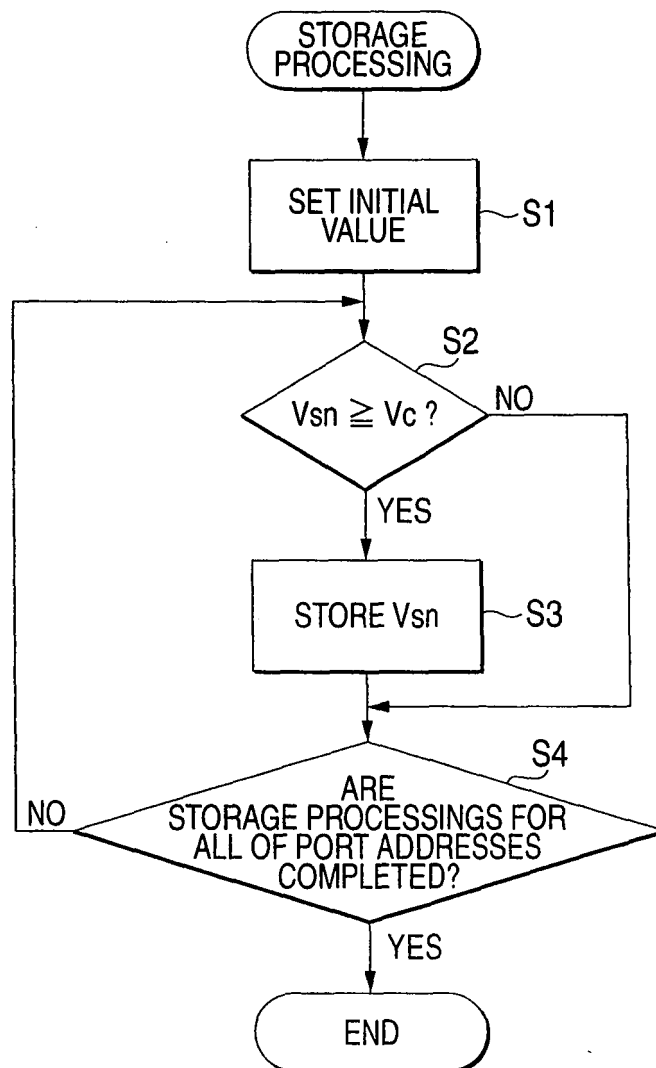 STORAGE
PROCESSING
SET INITIAL
VALUE
S1
S2
Vsn ≧ Vc ?
NO
YES
STORE Vsn
S3
S4
ARE
STORAGE PROCESSINGS FOR
ALL OF PORT ADDRESSES
COMPLETED?
NO
YES
END